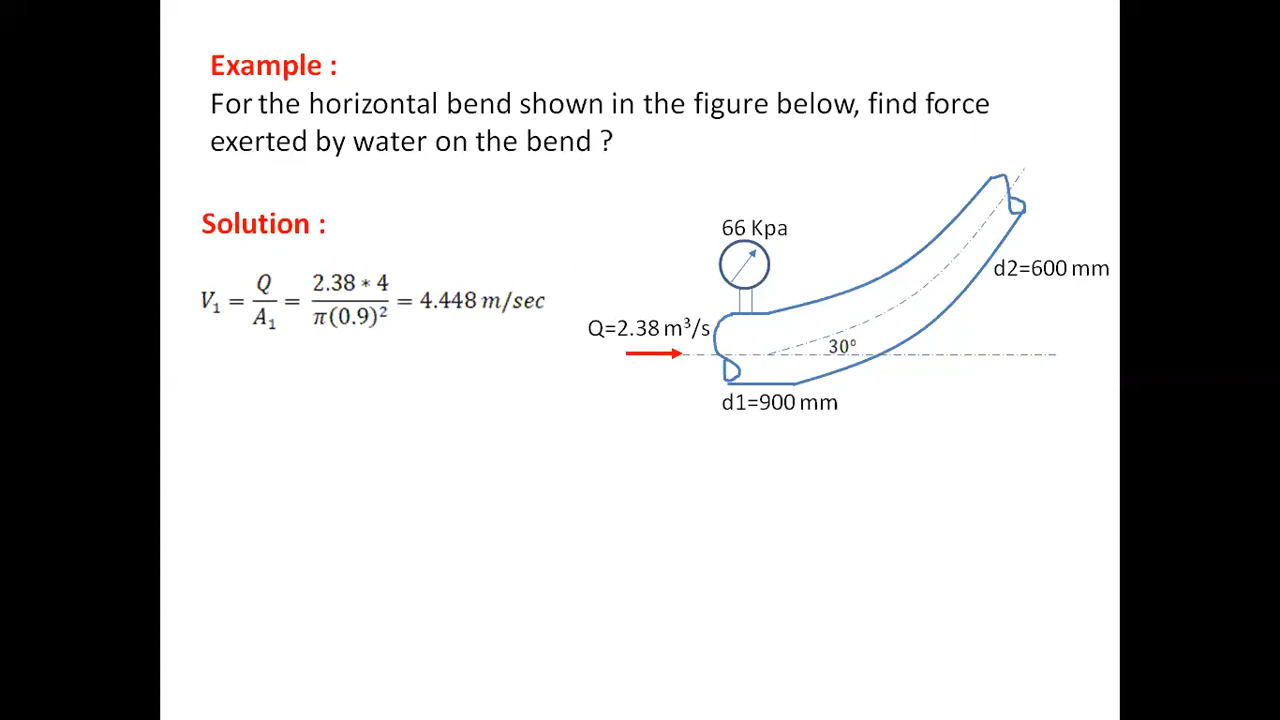 Example :
For the horizontal bend shown in the figure below, find force
exerted by water on the bend ?
Solution :
V₁ = Q/A₁ = 2.38 * 4/π(0.9)² = 4.448 m/sec
66 Kpa
d2=600 mm
Q=2.38 m³/s
30°
d1=900 mm